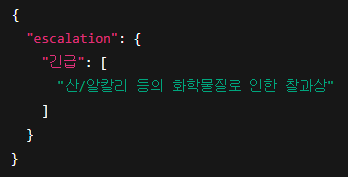 {
"escalation": {
"긴급": [
"산/알칼리 등의 화학물질로 인한 찰과상"
]
}
}